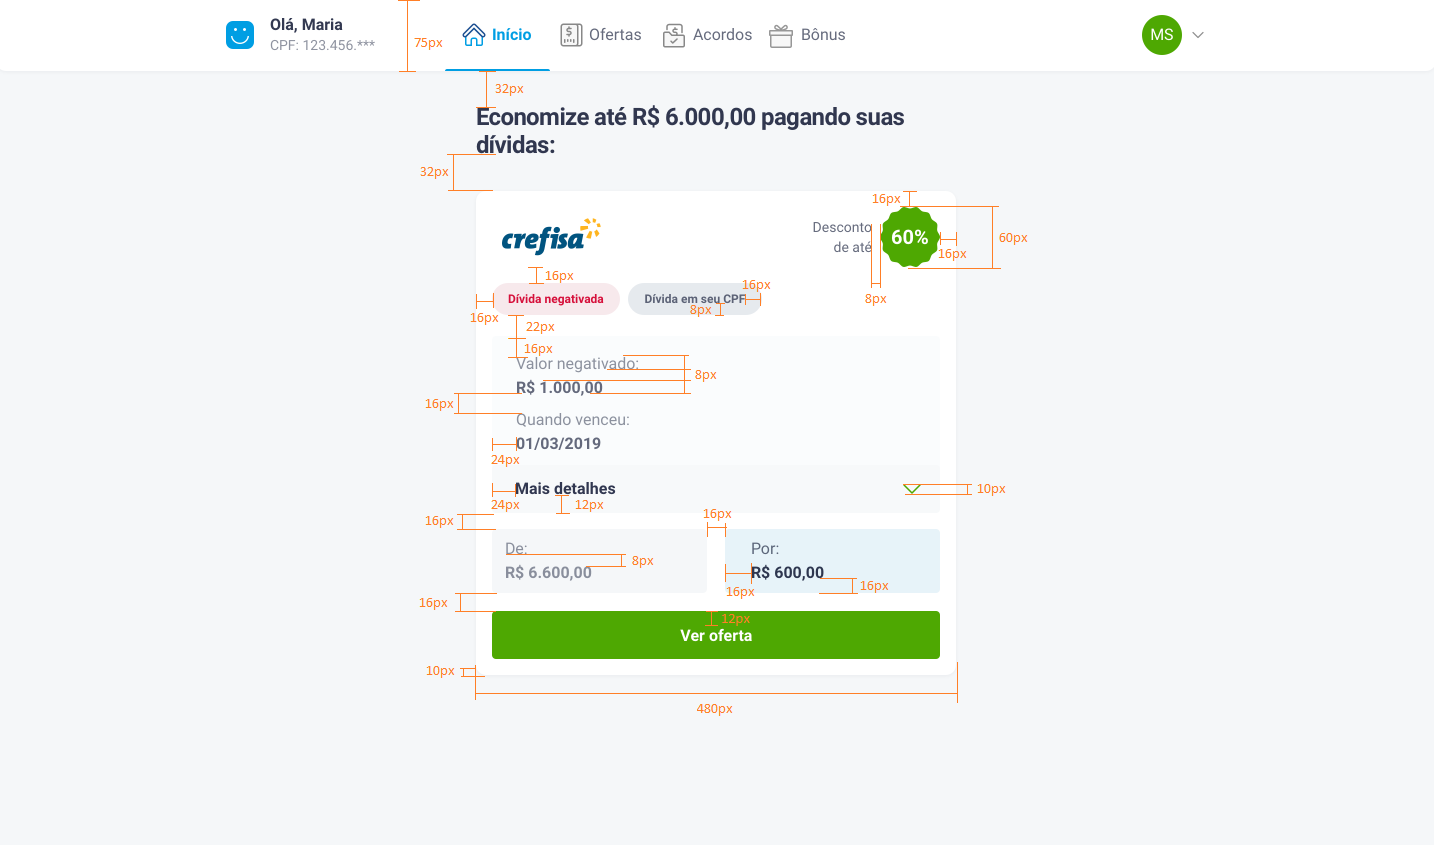 Olá, Maria
CPF: 123.456.***
75px
Início
Ofertas
Acordos
Bônus
MS
32px
Economize até R$ 6.000,00 pagando suas
dívidas:
32px
16px
crefisa
Desconto
de até
60%
60px
16px
16px
8px
Dívida negativada
Dívida em seu CPF
16px
8px
16px
22px
16px
Valor negativado:
8px
R$ 1.000,00
16px
Quando venceu:
01/03/2019
24px
Mais detalhes
10px
24px
12px
16px
16px
De:
8px
R$ 6.600,00
Por:
R$ 600,00
16px
16px
16px
12px
Ver oferta
10px
480px